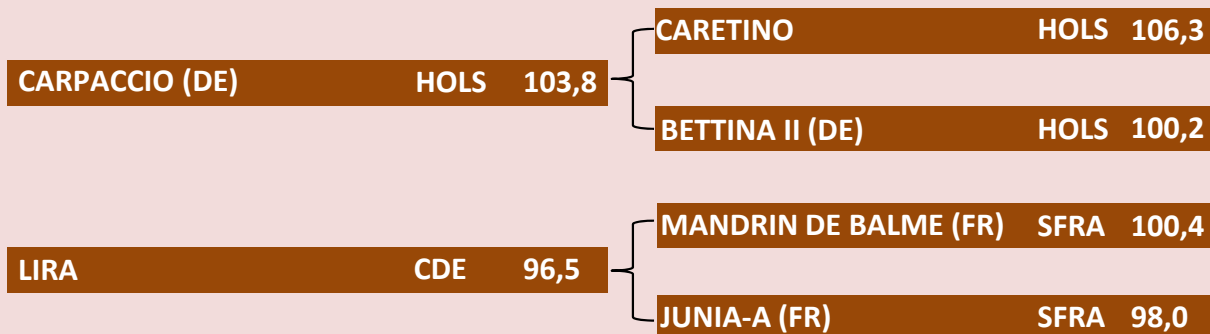 CARETINO HOLS 106,3
CARPACCIO (DE) HOLS 103,8
BETTINA II (DE) HOLS 100,2
MANDRIN DE BALME (FR) SFRA 100,4
LIRA CDE 96,5
JUNIA-A (FR) SFRA 98,0